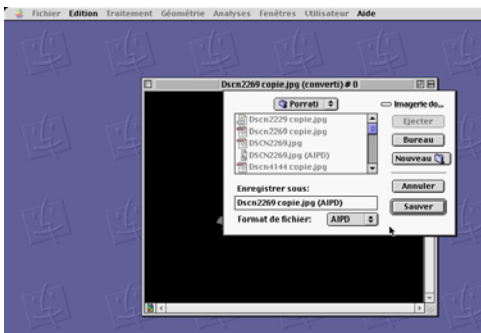 Fichier Edition Traitement Géométrie Analyses Fenêtres Utilisateur Aide
Dscn2269 copie.jpg (converti) # 0
Porrati
Imagerie do...
Dscn2229 copie.jpg
Dscn2269 copie.jpg
DSCN2269.jpg
DSCN2269.jpg (AIPD)
Dscn4144 copie.jpg
Ejecter
Bureau
Nouveau
Enregistrer sous:
Annuler
Dscn2269 copie.jpg (AIPD)
Sauver
Format de fichier: AIPD